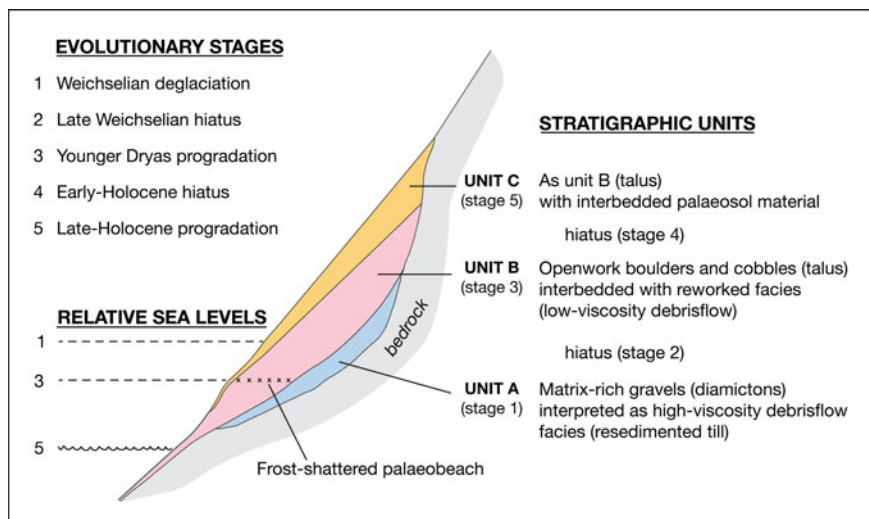 EVOLUTIONARY STAGES
1 Weichselian deglaciation
2 Late Weichselian hiatus
3 Younger Dryas progradation
4 Early-Holocene hiatus
5 Late-Holocene progradation
RELATIVE SEA LEVELS
1
3
5
bedrock
Frost-shattered palaeobeach
STRATIGRAPHIC UNITS
UNIT C As unit B (talus)
(stage 5) with interbedded palaeosol material
hiatus (stage 4)
UNIT B Openwork boulders and cobbles (talus)
(stage 3) interbedded with reworked facies
(low-viscosity debrisflow)
hiatus (stage 2)
UNIT A Matrix-rich gravels (diamictons)
(stage 1) interpreted as high-viscosity debrisflow
facies (resedimented till)